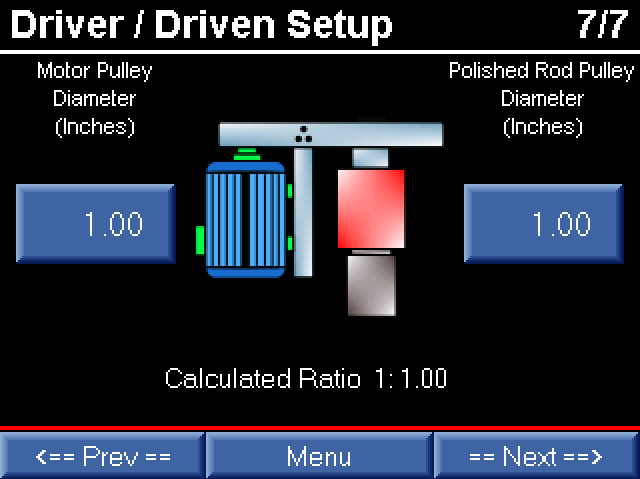 Driver / Driven Setup 7/7
Motor Pulley
Diameter
(Inches)
Polished Rod Pulley
Diameter
(Inches)
1.00
1.00
Calculated Ratio 1: 1.00
<== Prev ==
Menu
== Next ==>